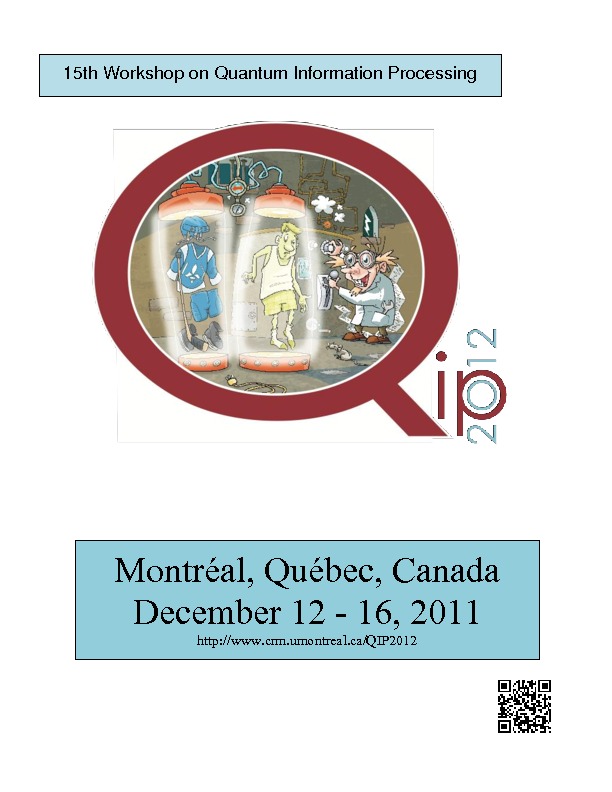 15th Workshop on Quantum Information Processing
Qip
2012
Montréal, Québec, Canada
December 12 - 16, 2011
http://www.crm.umontreal.ca/QIP2012